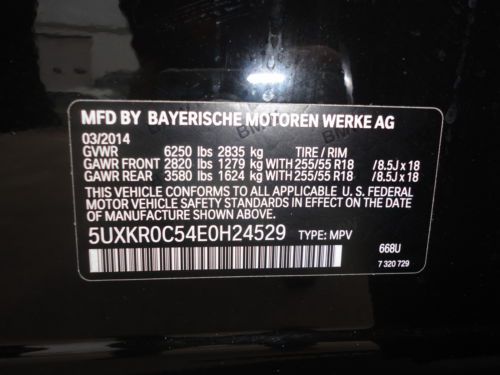 MFD BY BAYERISCHE MOTOREN WERKE AG
03/2014
GVWR 6250 lbs 2835 kg TIRE / RIM
GAWR FRONT 2820 lbs 1279 kg WITH 255/55 R18 /8.5J x 18
GAWR REAR 3580 lbs 1624 kg WITH 255/55 R18 /8.5J x 18
THIS VEHICLE CONFORMS TO ALL APPLICABLE U. S. FEDERAL
MOTOR VEHICLE SAFETY STANDARDS IN EFFECT ON THE DATE
OF MANUFACTURE SHOWN ABOVE.
5UXKR0C54E0H24529 TYPE: MPV
668U
7 320 729